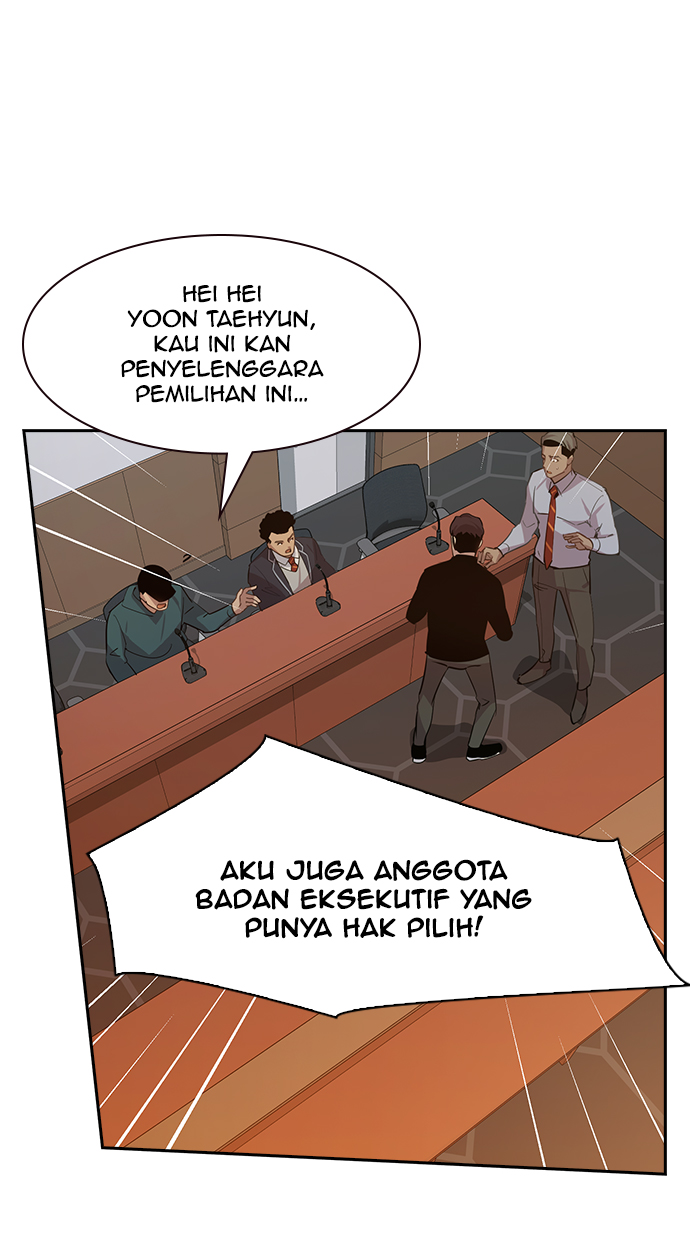 HEI HEI
YOON TAEHYUN,
KAU INI KAN
PENYELENGGARA
PEMILIHAN INI...
AKU JUGA ANGGOTA
BADAN EKSEKUTIF YANG
PUNYA HAK PILIH!